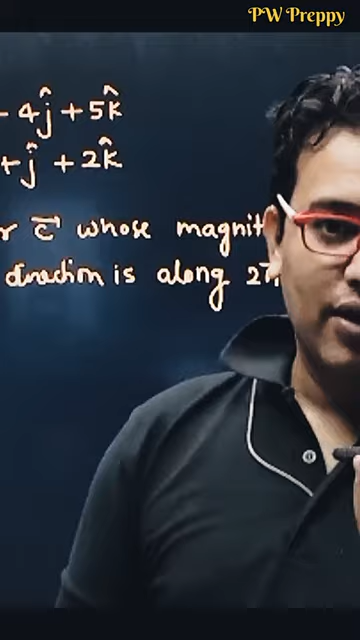 PW Preppy
- 4ĵ + 5k̂
+ ĵ + 2k̂
r c⃗ whose magnit
direction is along 2